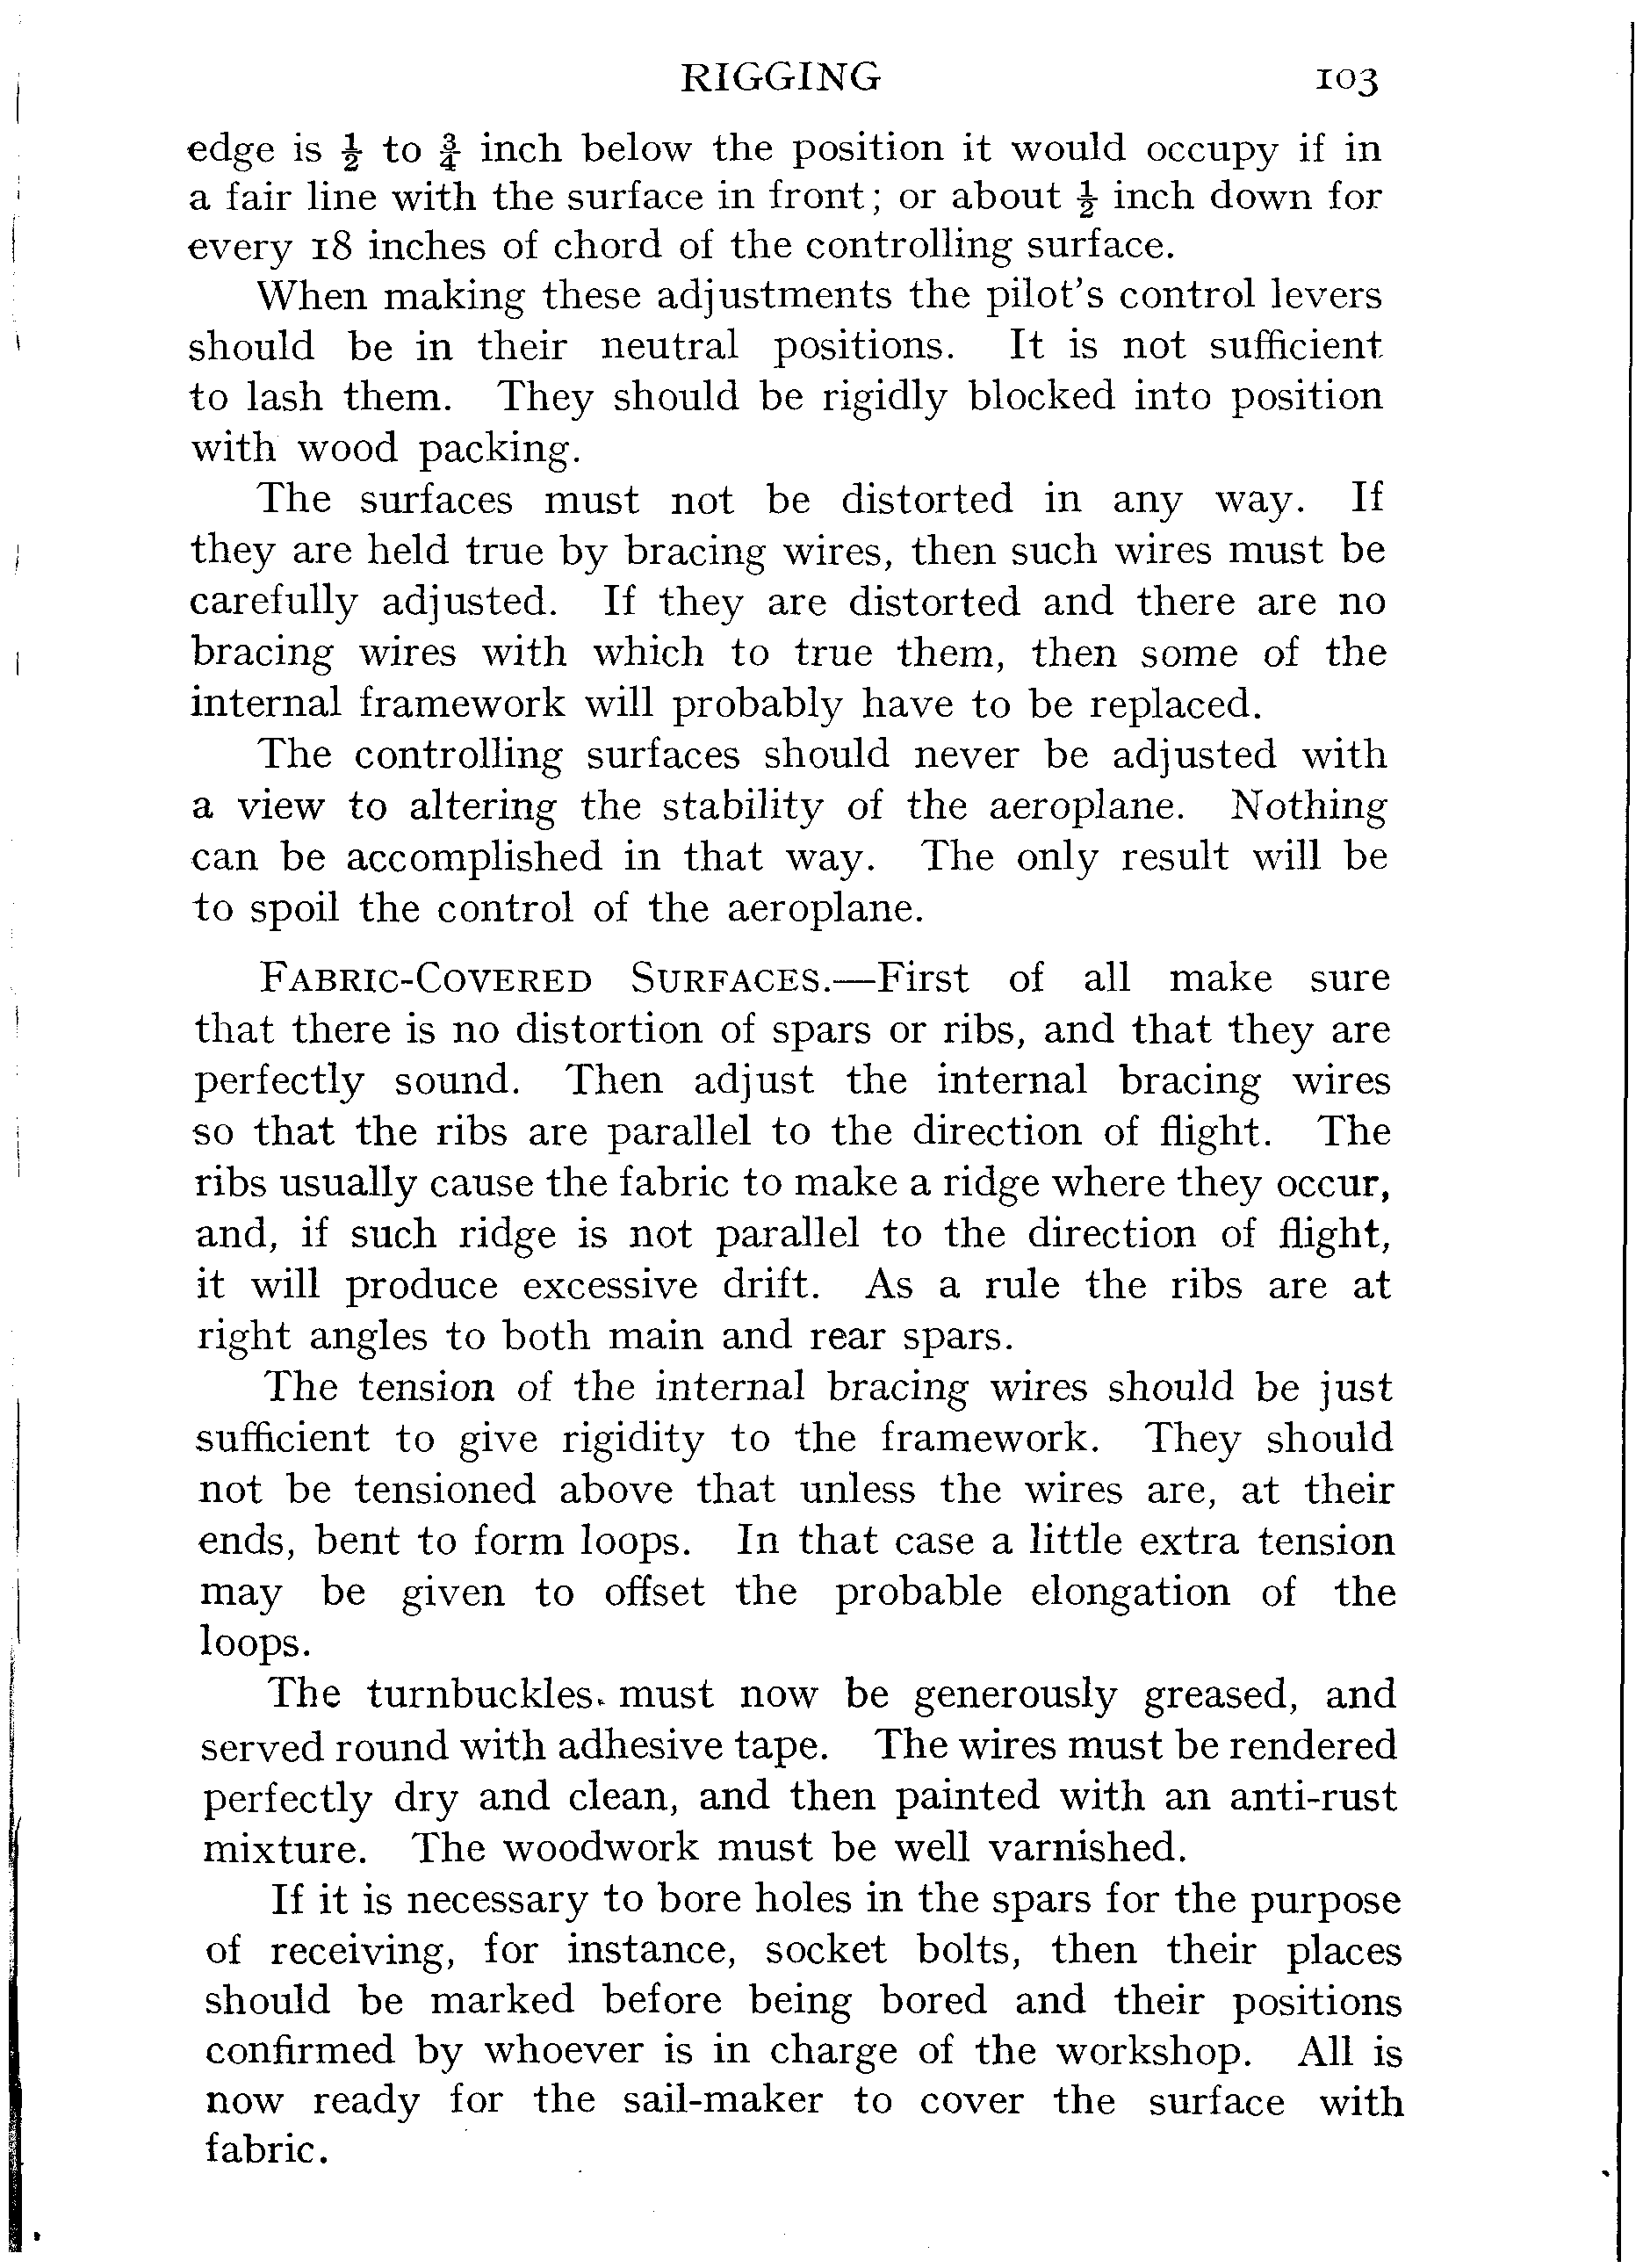 RIGGING 103
edge is ½ to ¾ inch below the position it would occupy if in
a fair line with the surface in front; or about ½ inch down for
every 18 inches of chord of the controlling surface.
When making these adjustments the pilot's control levers
should be in their neutral positions. It is not sufficient
to lash them. They should be rigidly blocked into position
with wood packing.
The surfaces must not be distorted in any way. If
they are held true by bracing wires, then such wires must be
carefully adjusted. If they are distorted and there are no
bracing wires with which to true them, then some of the
internal framework will probably have to be replaced.
The controlling surfaces should never be adjusted with
a view to altering the stability of the aeroplane. Nothing
can be accomplished in that way. The only result will be
to spoil the control of the aeroplane.
FABRIC-COVERED SURFACES.—First of all make sure
that there is no distortion of spars or ribs, and that they are
perfectly sound. Then adjust the internal bracing wires
so that the ribs are parallel to the direction of flight. The
ribs usually cause the fabric to make a ridge where they occur,
and, if such ridge is not parallel to the direction of flight,
it will produce excessive drift. As a rule the ribs are at
right angles to both main and rear spars.
The tension of the internal bracing wires should be just
sufficient to give rigidity to the framework. They should
not be tensioned above that unless the wires are, at their
ends, bent to form loops. In that case a little extra tension
may be given to offset the probable elongation of the
loops.
The turnbuckles must now be generously greased, and
served round with adhesive tape. The wires must be rendered
perfectly dry and clean, and then painted with an anti-rust
mixture. The woodwork must be well varnished.
If it is necessary to bore holes in the spars for the purpose
of receiving, for instance, socket bolts, then their places
should be marked before being bored and their positions
confirmed by whoever is in charge of the workshop. All is
now ready for the sail-maker to cover the surface with
fabric.